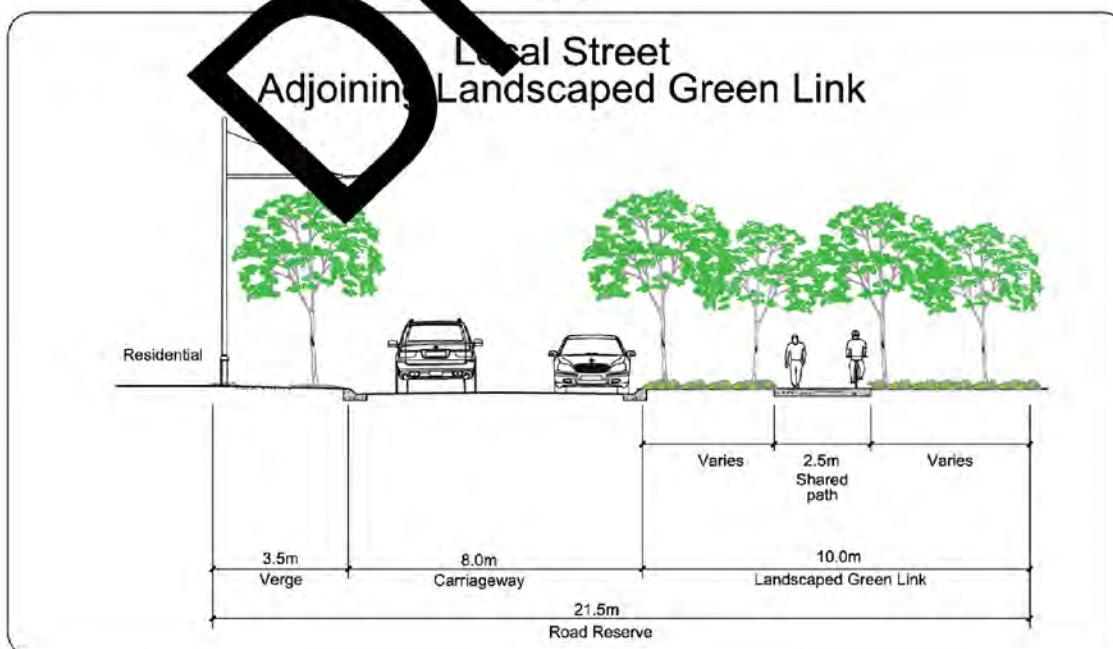 Local Street
Adjoining Landscaped Green Link
Residential
Varies
2.5m
Shared
path
Varies
3.5m
Verge
8.0m
Carriageway
10.0m
Landscaped Green Link
21.5m
Road Reserve